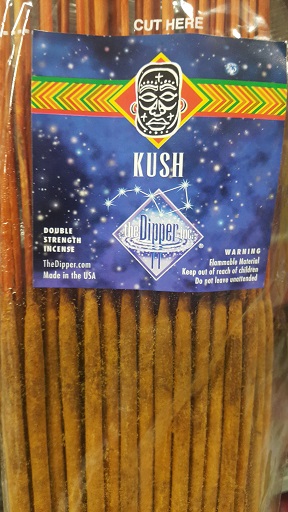 CUT HERE
KUSH
the Dipper inc.
DOUBLE
STRENGTH
INCENSE
TheDipper.com
Made in the USA
WARNING
Flammable Material
Keep out of reach of children
Do not leave unattended